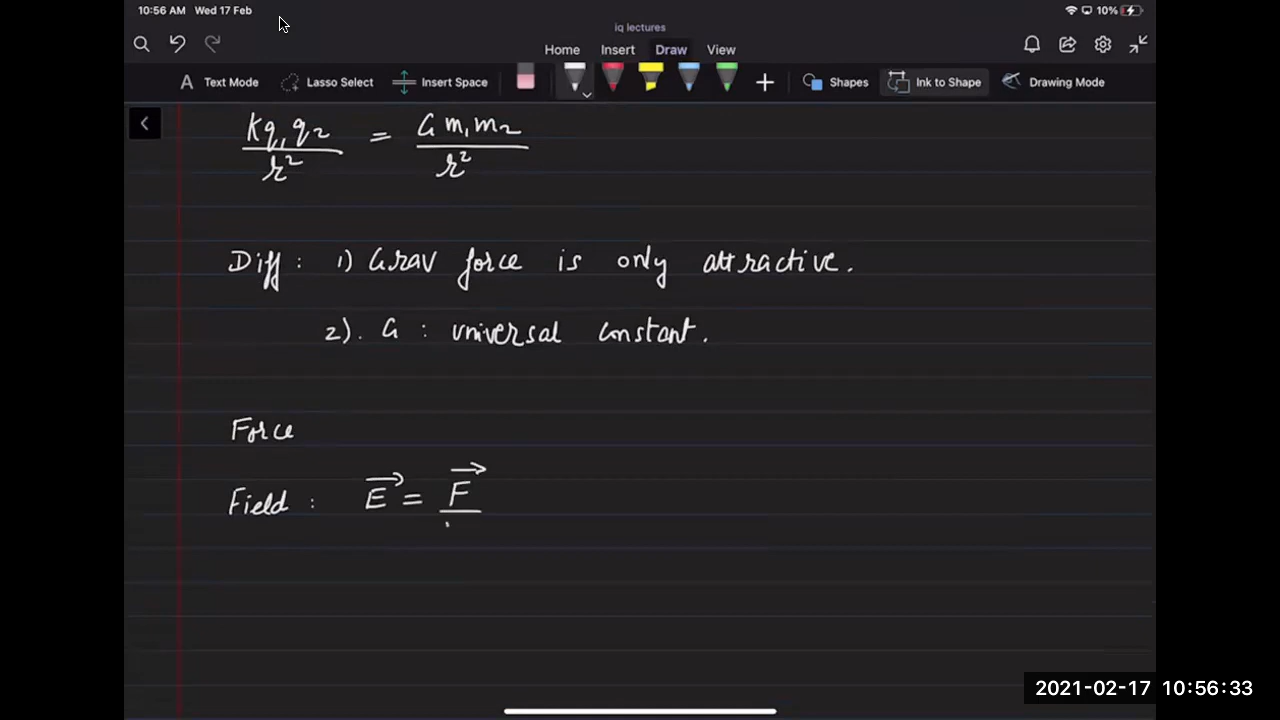 10:56 AM Wed 17 Feb 10%
iq lectures
Home Insert Draw View
Text Mode Lasso Select Insert Space Shapes Ink to Shape Drawing Mode
Kq₁q₂/r² = G m₁m₂/r²
Diff : 1) Grav force is only attractive.
2). G : universal constant.
Force
Field : E⃗ = F⃗
2021-02-17 10:56:33